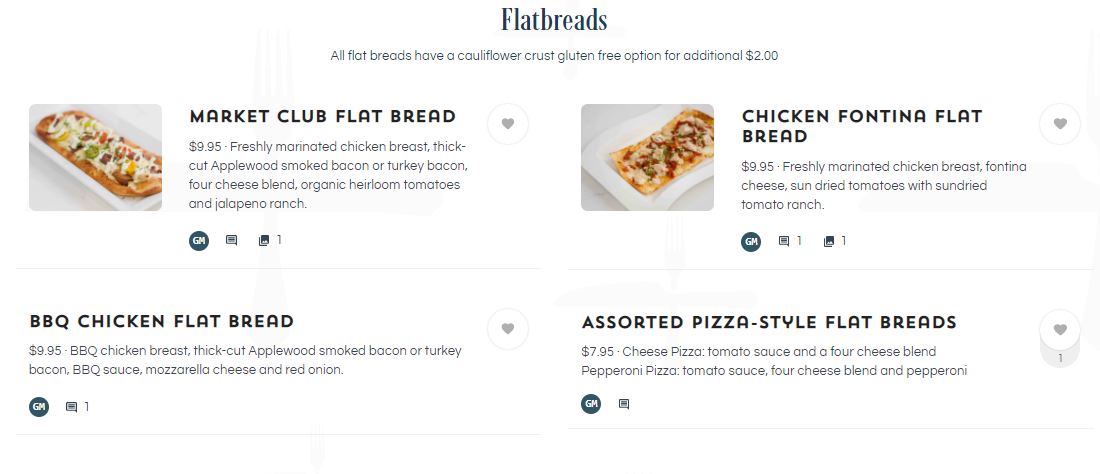 Flatbreads
All flat breads have a cauliflower crust gluten free option for additional $2.00
MARKET CLUB FLAT BREAD
$9.95 · Freshly marinated chicken breast, thick-
cut Applewood smoked bacon or turkey bacon,
four cheese blend, organic heirloom tomatoes
and jalapeno ranch.
GM 1
CHICKEN FONTINA FLAT
BREAD
$9.95 · Freshly marinated chicken breast, fontina
cheese, sun dried tomatoes with sundried
tomato ranch.
GM 1 1
BBQ CHICKEN FLAT BREAD
$9.95 · BBQ chicken breast, thick-cut Applewood smoked bacon or turkey
bacon, BBQ sauce, mozzarella cheese and red onion.
GM 1
ASSORTED PIZZA-STYLE FLAT BREADS
1
$7.95 · Cheese Pizza: tomato sauce and a four cheese blend
Pepperoni Pizza: tomato sauce, four cheese blend and pepperoni
GM